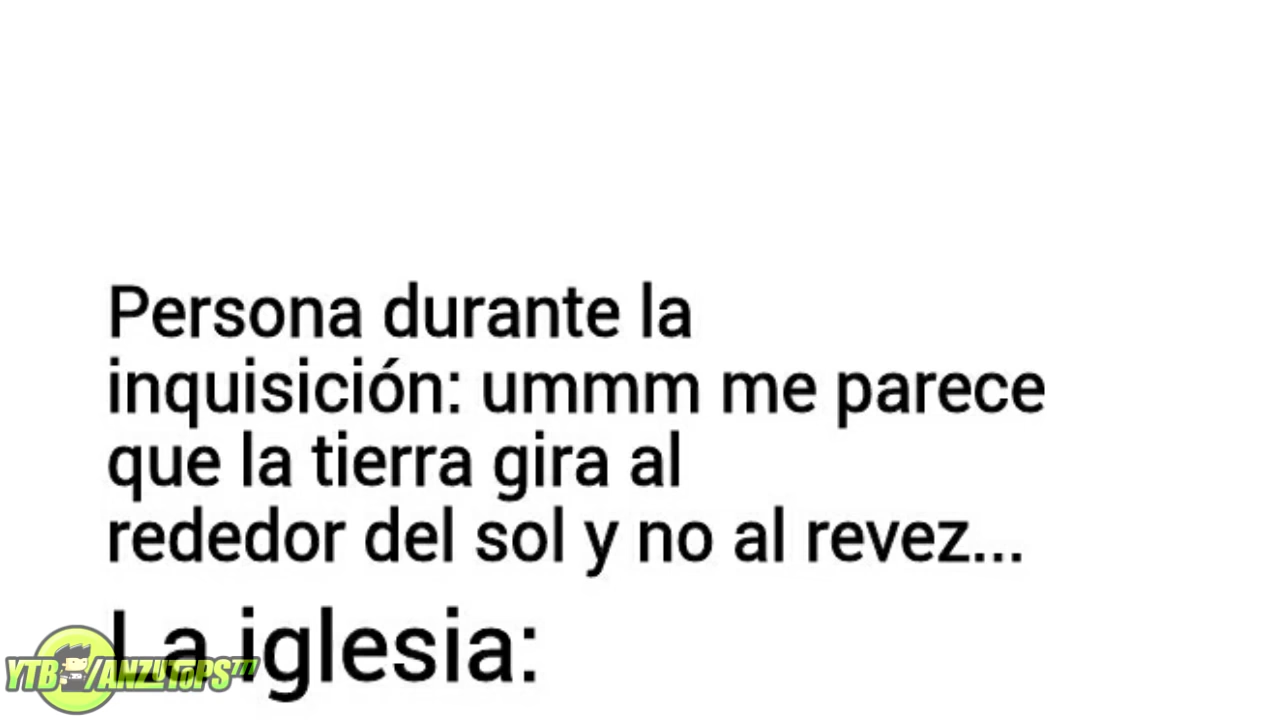 Persona durante la
inquisición: ummm me parece
que la tierra gira al
rededor del sol y no al revez...
La iglesia:
YTB/ANZUTOPS